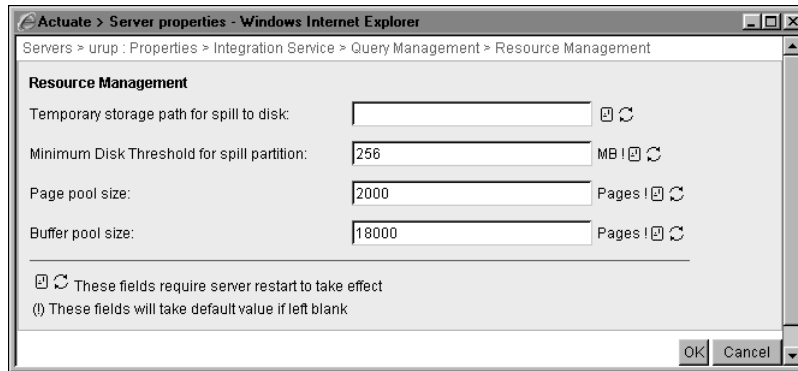 Actuate > Server properties - Windows Internet Explorer
Servers > urup : Properties > Integration Service > Query Management > Resource Management
Resource Management
Temporary storage path for spill to disk:
Minimum Disk Threshold for spill partition: 256 MB !
Page pool size: 2000 Pages !
Buffer pool size: 18000 Pages !
These fields require server restart to take effect
(!) These fields will take default value if left blank
OK Cancel